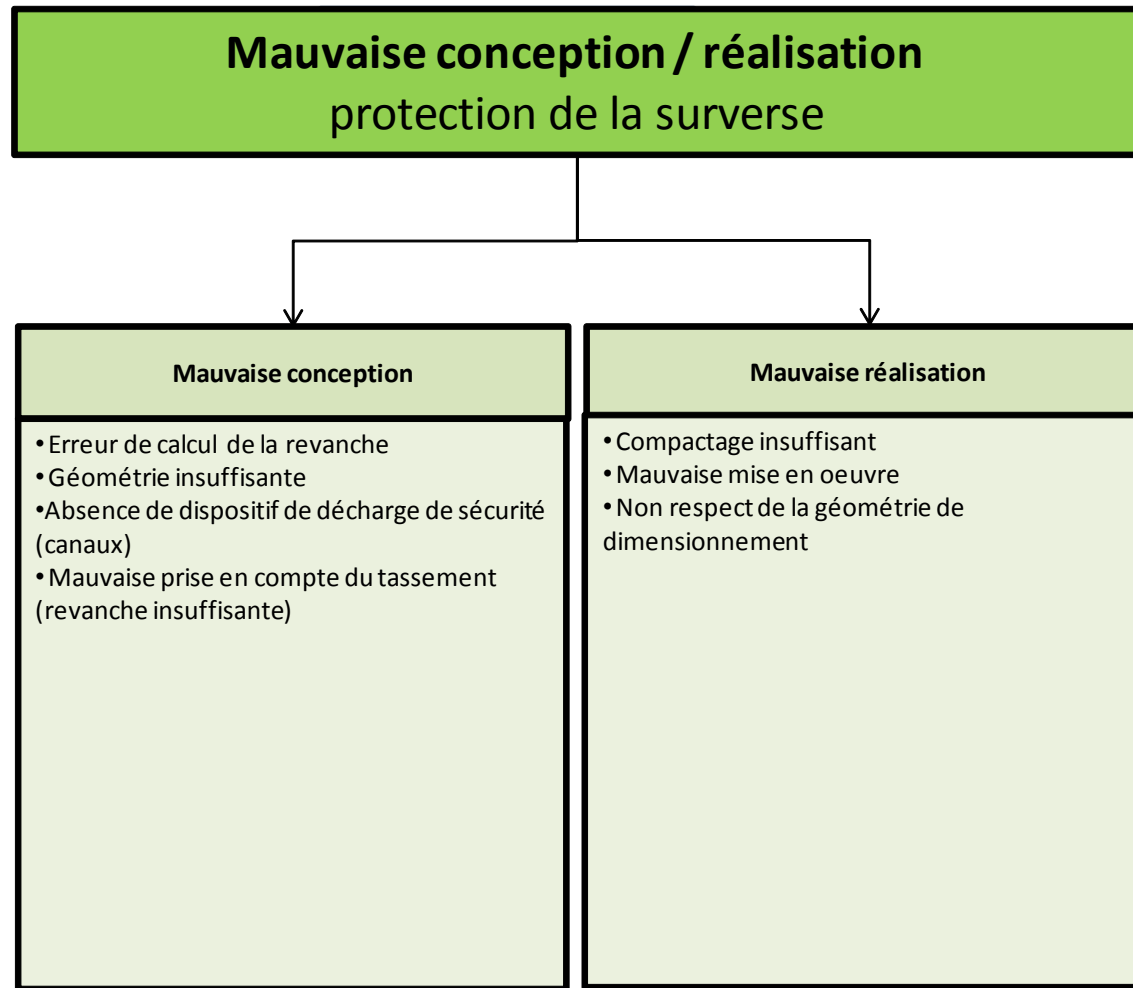 Mauvaise conception / réalisation
protection de la surverse
Mauvaise conception
• Erreur de calcul de la revanche
• Géométrie insuffisante
•Absence de dispositif de décharge de sécurité
(canaux)
• Mauvaise prise en compte du tassement
(revanche insuffisante)
Mauvaise réalisation
• Compactage insuffisant
• Mauvaise mise en oeuvre
• Non respect de la géométrie de
dimensionnement